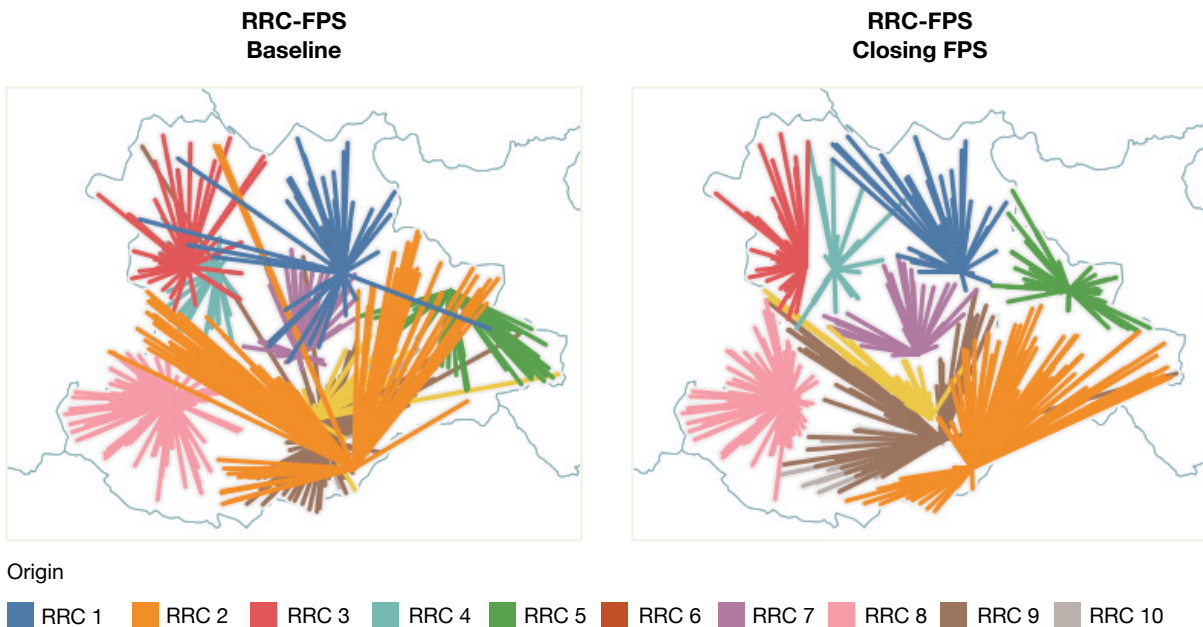 RRC-FPS
Baseline
RRC-FPS
Closing FPS
Origin
RRC 1 RRC 2 RRC 3 RRC 4 RRC 5 RRC 6 RRC 7 RRC 8 RRC 9 RRC 10